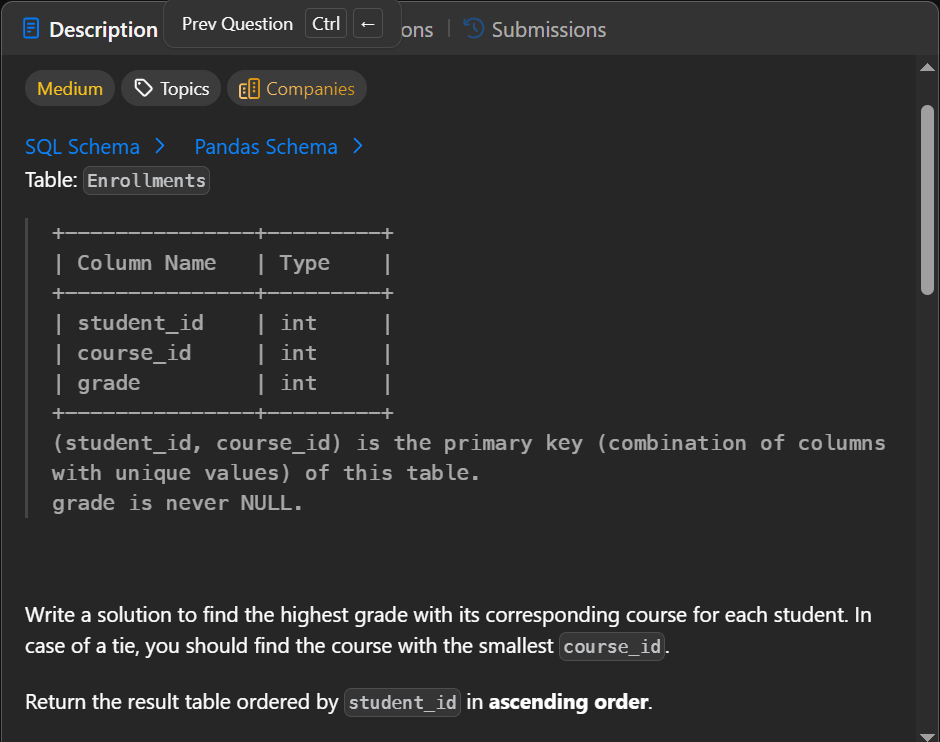 Description
Prev Question Ctrl ←
ons
Submissions
Medium Topics Companies
SQL Schema > Pandas Schema >
Table: Enrollments
+---------------+---------+
| Column Name   | Type    |
+---------------+---------+
| student_id    | int     |
| course_id     | int     |
| grade         | int     |
+---------------+---------+
(student_id, course_id) is the primary key (combination of columns
with unique values) of this table.
grade is never NULL.
Write a solution to find the highest grade with its corresponding course for each student. In
case of a tie, you should find the course with the smallest course_id.
Return the result table ordered by student_id in ascending order.